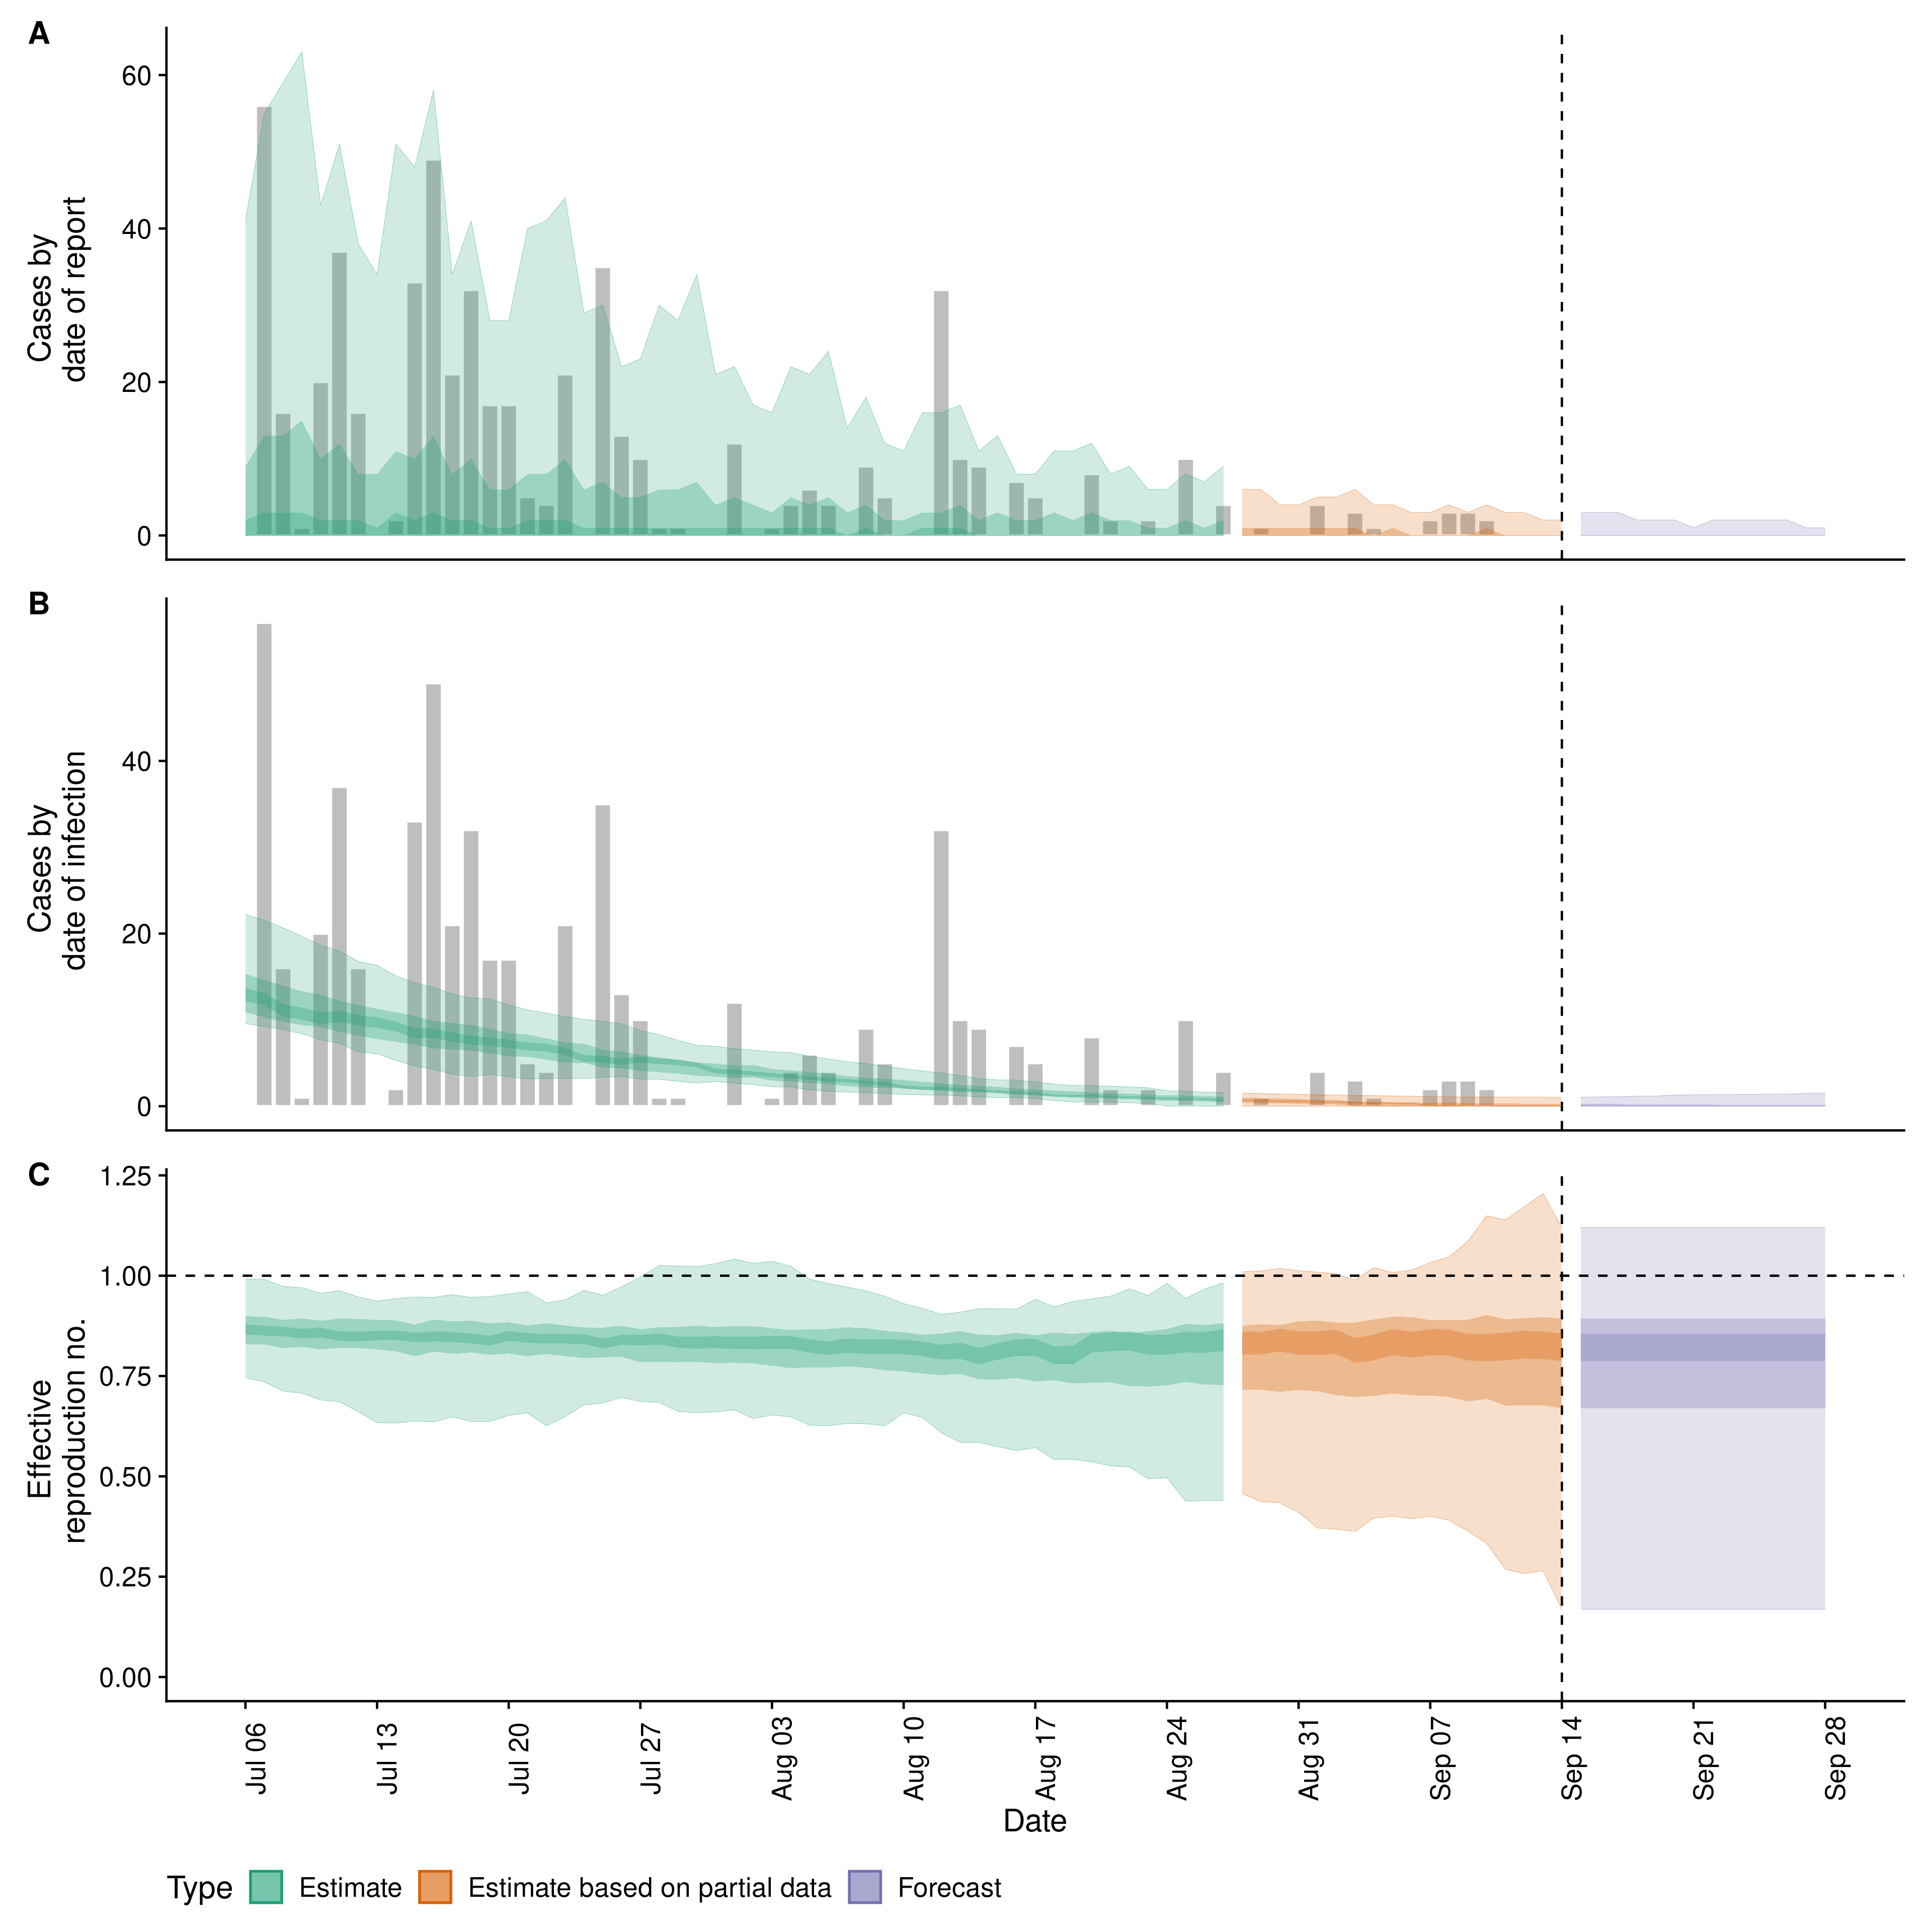 A
Cases by
date of report
60
40
20
0
B
Cases by
date of infection
40
20
0
C
Effective
reproduction no.
1.25
1.00
0.75
0.50
0.25
0.00
Jul 06
Jul 13
Jul 20
Jul 27
Aug 03
Aug 10
Aug 17
Aug 24
Aug 31
Sep 07
Sep 14
Sep 21
Sep 28
Date
Type Estimate Estimate based on partial data Forecast